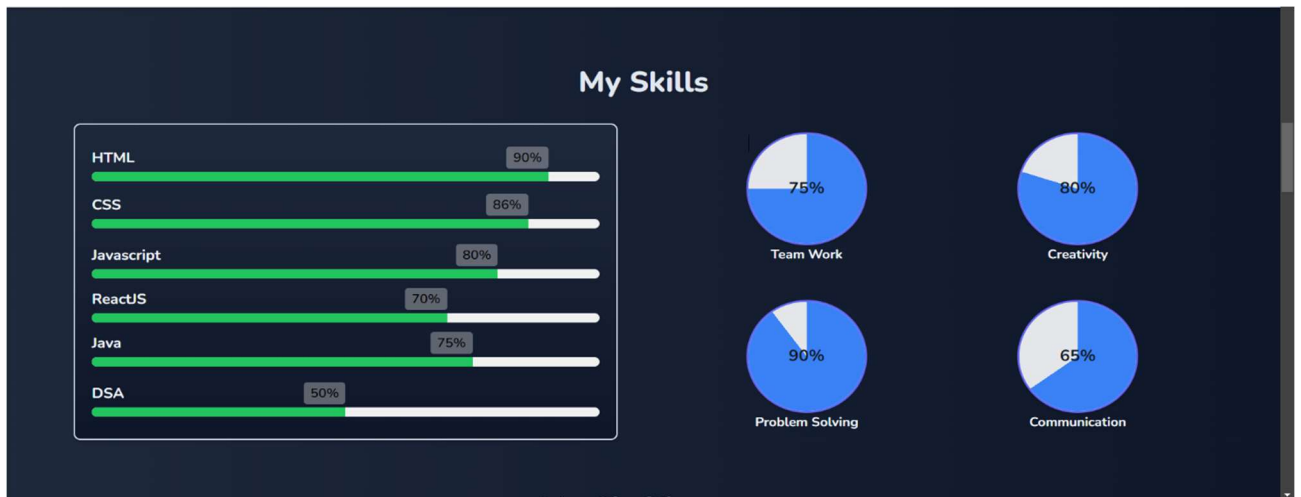 My Skills
HTML 90%
CSS 86%
Javascript 80%
ReactJS 70%
Java 75%
DSA 50%
75%
Team Work
80%
Creativity
90%
Problem Solving
65%
Communication